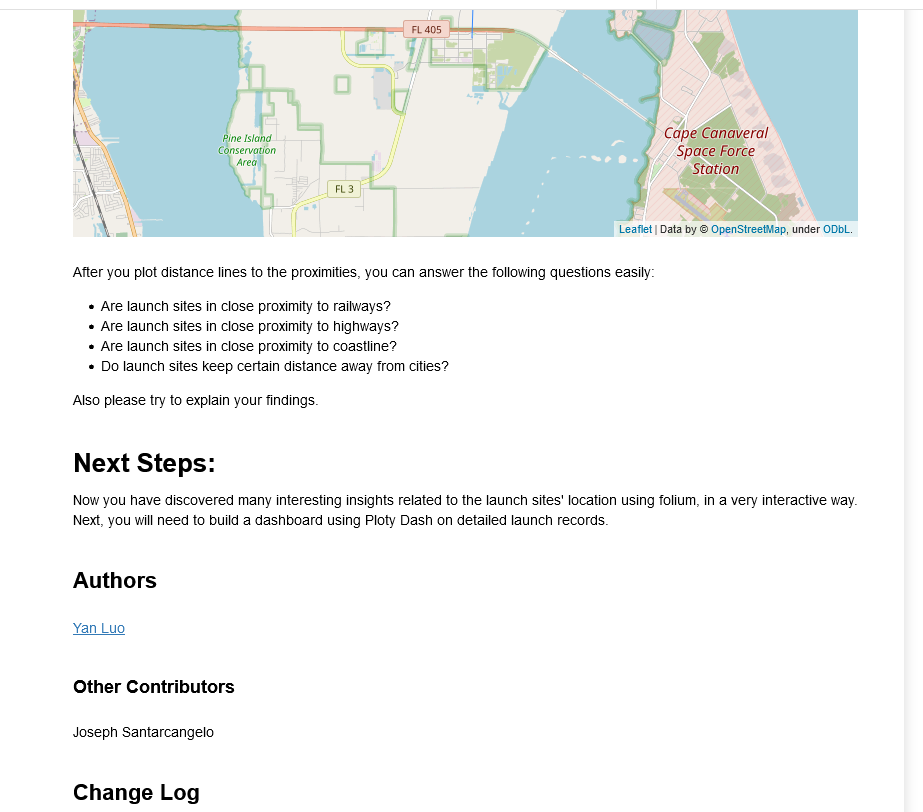 FL 405
Pine Island
Conservation
Area
Cape Canaveral
Space Force
Station
FL 3
Leaflet | Data by © OpenStreetMap, under ODbL.
After you plot distance lines to the proximities, you can answer the following questions easily:
• Are launch sites in close proximity to railways?
• Are launch sites in close proximity to highways?
• Are launch sites in close proximity to coastline?
• Do launch sites keep certain distance away from cities?
Also please try to explain your findings.
Next Steps:
Now you have discovered many interesting insights related to the launch sites' location using folium, in a very interactive way.
Next, you will need to build a dashboard using Ploty Dash on detailed launch records.
Authors
Yan Luo
Other Contributors
Joseph Santarcangelo
Change Log